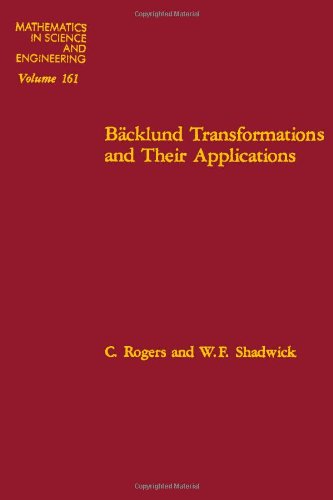 MATHEMATICS
IN SCIENCE
AND
ENGINEERING
Volume 161
Bäcklund Transformations
and Their Applications
C. Rogers and W. F. Shadwick